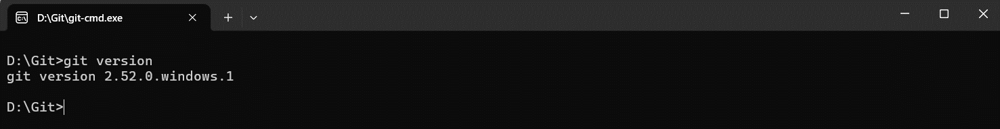 D:\Git\git-cmd.exe
D:\Git>git version
git version 2.52.0.windows.1
D:\Git>